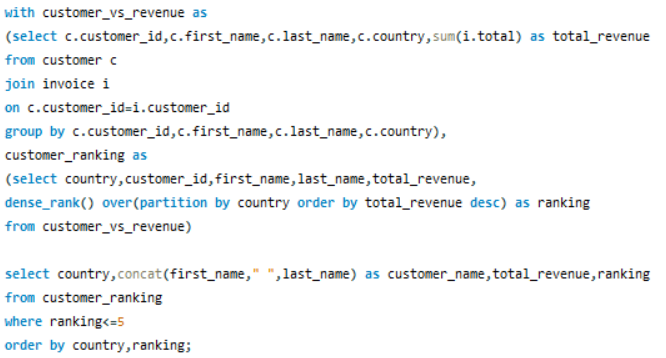 with customer_vs_revenue as
(select c.customer_id,c.first_name,c.last_name,c.country,sum(i.total) as total_revenue
from customer c
join invoice i
on c.customer_id=i.customer_id
group by c.customer_id,c.first_name,c.last_name,c.country),
customer_ranking as
(select country,customer_id,first_name,last_name,total_revenue,
dense_rank() over(partition by country order by total_revenue desc) as ranking
from customer_vs_revenue)
select country,concat(first_name," ",last_name) as customer_name,total_revenue,ranking
from customer_ranking
where ranking<=5
order by country,ranking;